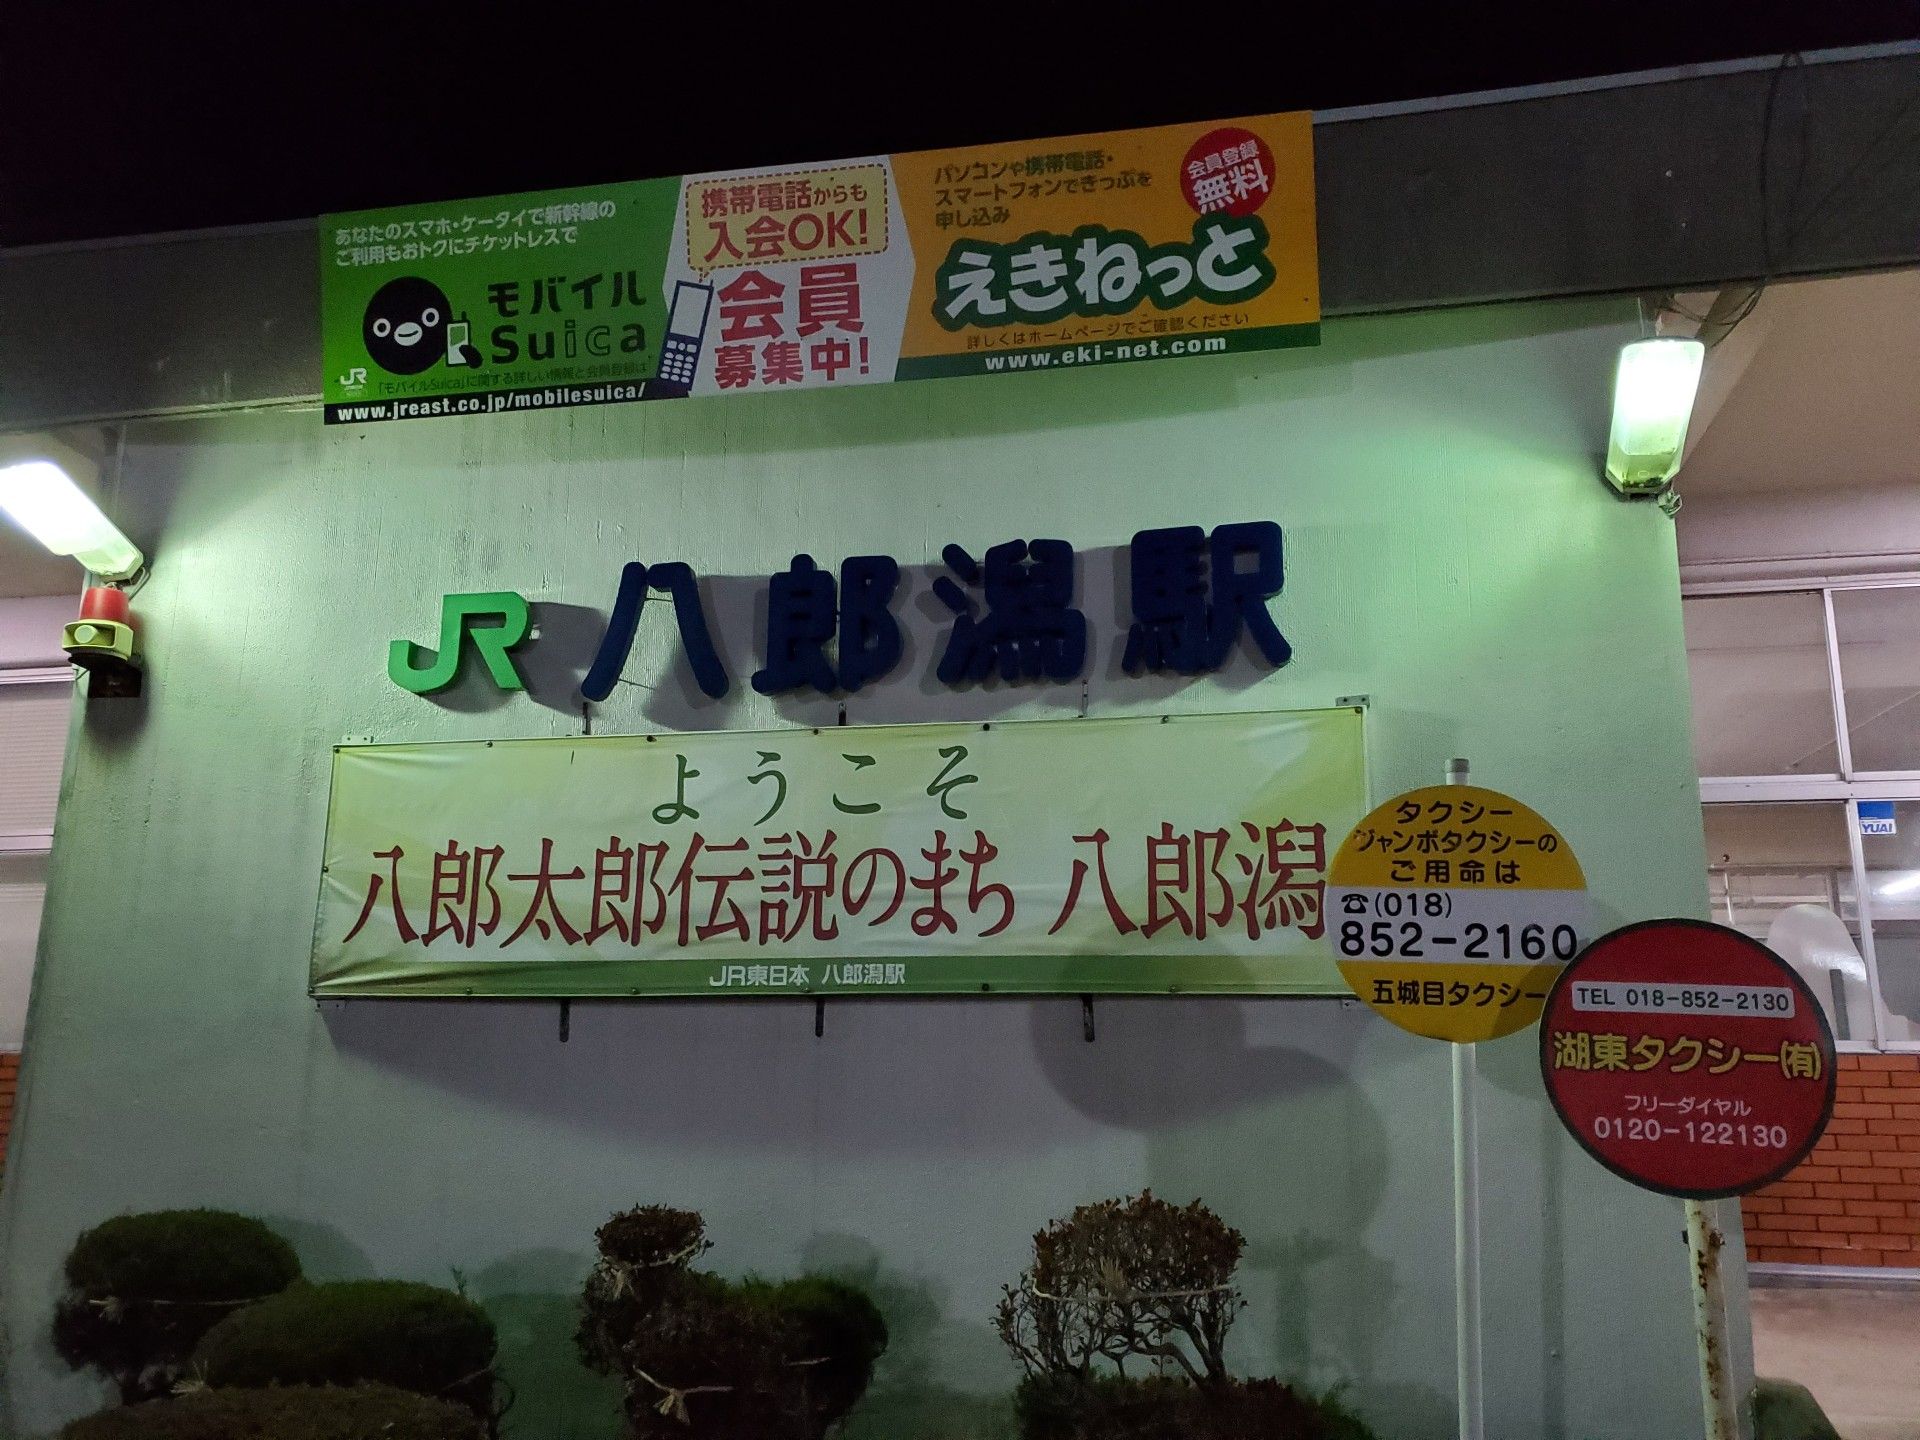 あなたのスマホ・ケータイで新幹線の
ご利用もおトクにチケットレスで
モバイル
Suica
JR
「モバイルSuica」に関する詳しい情報と会員登録は
www.jreast.co.jp/mobilesuica/
携帯電話からも
入会OK!
会員
募集中!
パソコンや携帯電話・
スマートフォンできっぷを
申し込み
会員登録
無料
えきねっと
詳しくはホームページでご確認ください
www.eki-net.com
JR 八郎潟駅
ようこそ
八郎太郎伝説のまち 八郎潟
JR東日本 八郎潟駅
タクシー
ジャンボタクシーの
ご用命は
☎(018)
852-2160
五城目タクシー
TEL 018-852-2130
湖東タクシー㈲
フリーダイヤル
0120-122130
YUAI